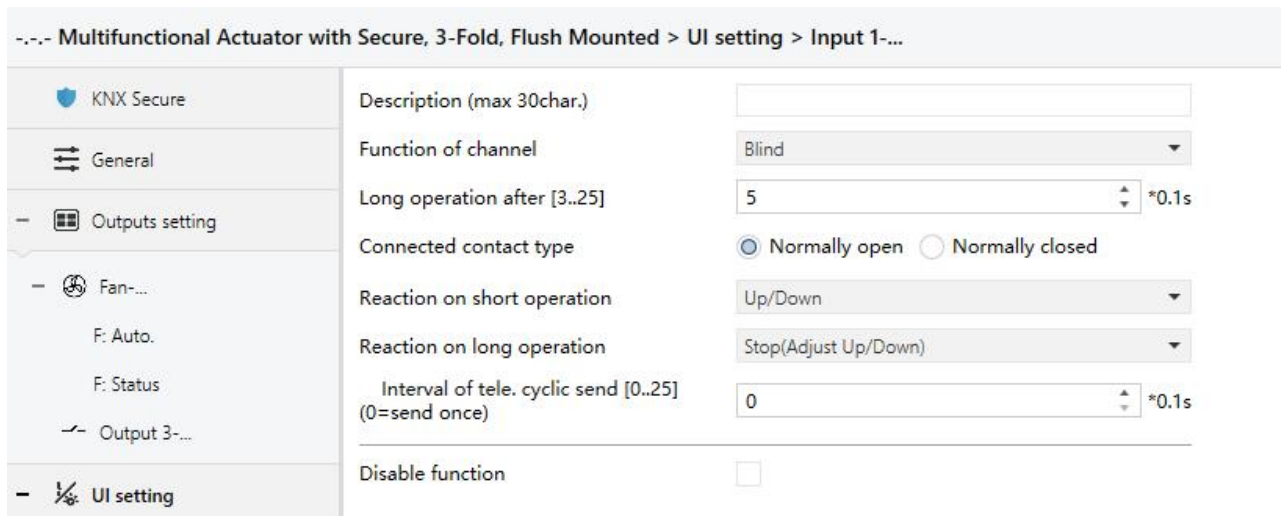 -.-.- Multifunctional Actuator with Secure, 3-Fold, Flush Mounted > UI setting > Input 1-...
KNX Secure
General
Outputs setting
Fan-...
F: Auto.
F: Status
Output 3-...
UI setting
Description (max 30char.)
Function of channel
Blind
Long operation after [3..25]
5
*0.1s
Connected contact type
Normally open
Normally closed
Reaction on short operation
Up/Down
Reaction on long operation
Stop(Adjust Up/Down)
Interval of tele. cyclic send [0..25]
(0=send once)
0
*0.1s
Disable function